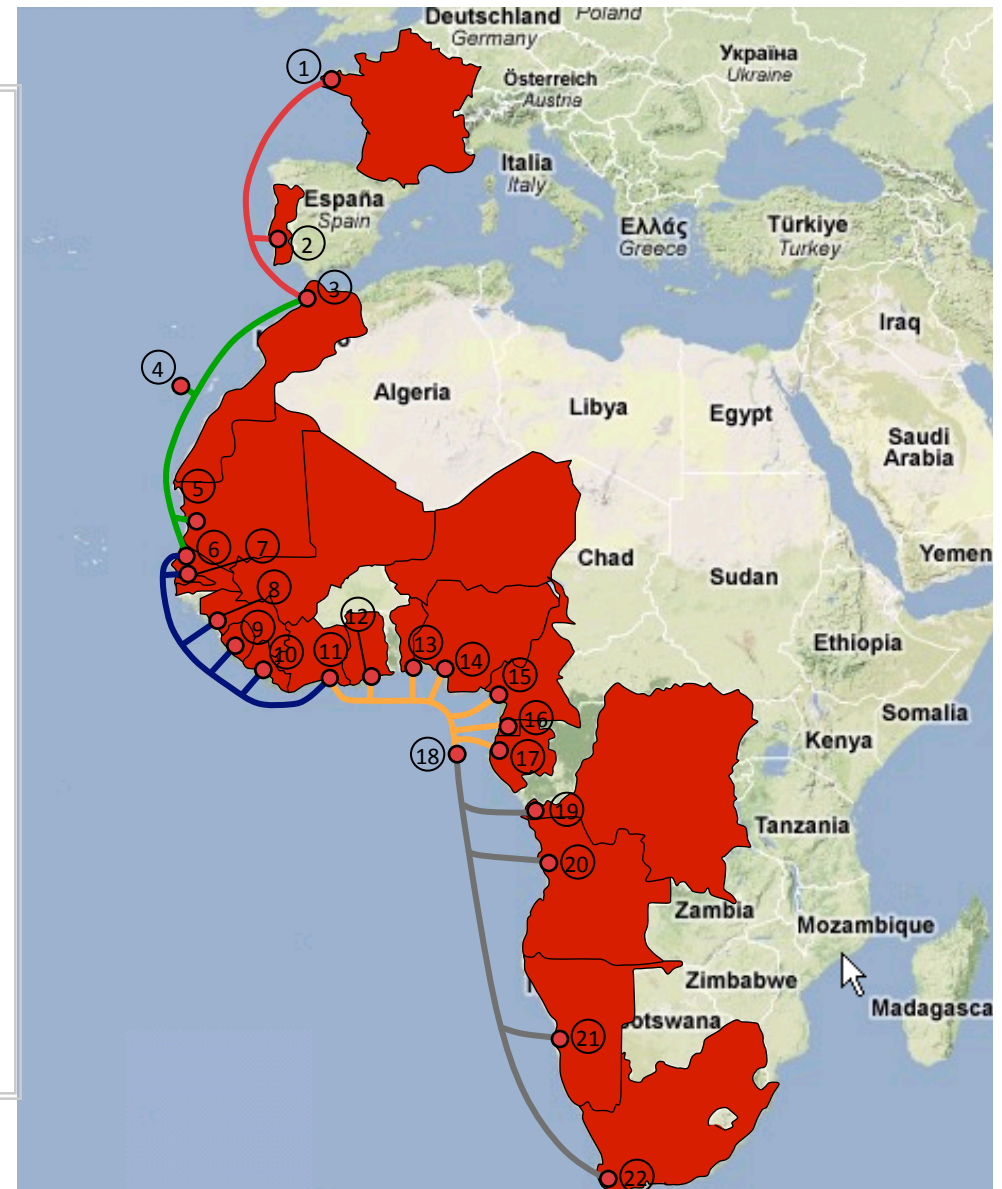 Deutschland
Poland
Germany
1
Україна
Ukraine
Österreich
Austria
Italia
Italy
España
Spain
2
Ελλάς
Greece
Türkiye
Turkey
3
Iraq
4
Algeria
Libya
Egypt
Saudi
Arabia
5
6
7
Chad
Sudan
Yemen
8
9
10
11
12
13
14
15
Ethiopia
16
17
18
Somalia
Kenya
19
20
Tanzania
Zambia
Mozambique
Zimbabwe
Madagasca
otswana
21
22